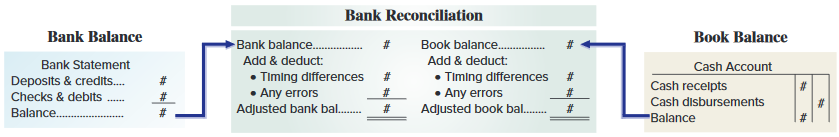 Bank Balance
Bank Statement
Deposits & credits.... #
Checks & debits ...... #
Balance........................ #
Bank Reconciliation
Bank balance................. #
Add & deduct:
• Timing differences #
• Any errors #
Adjusted bank bal........ #
Book balance................ #
Add & deduct:
• Timing differences #
• Any errors #
Adjusted book bal........ #
Book Balance
Cash Account
Cash receipts #
Cash disbursements #
Balance #